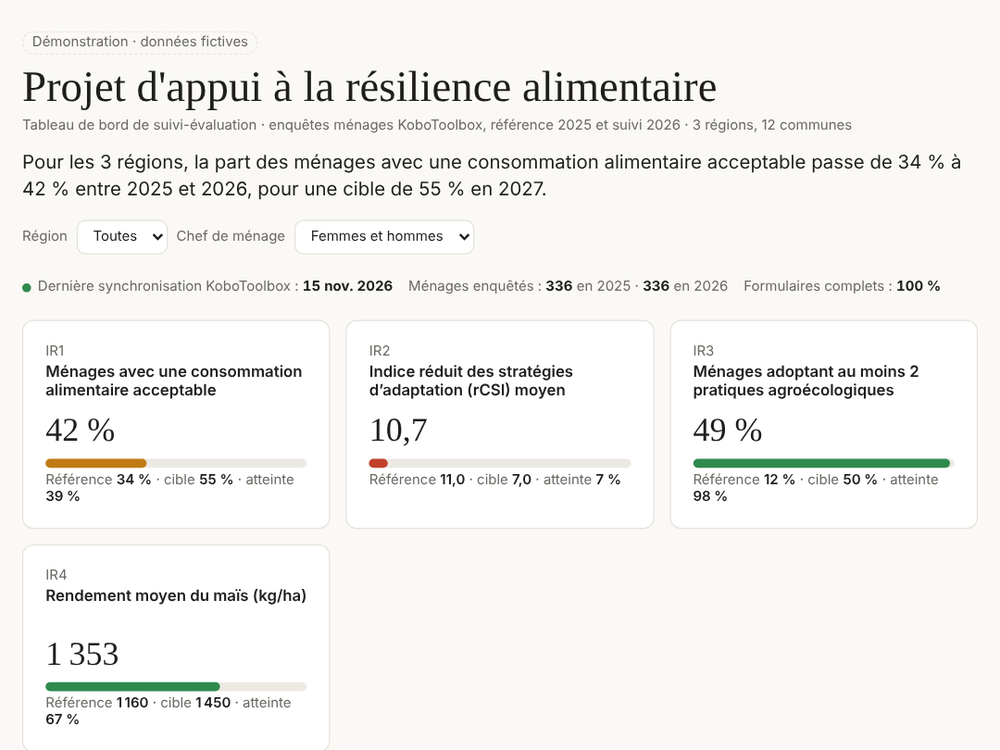 Démonstration · données fictives
Projet d'appui à la résilience alimentaire
Tableau de bord de suivi-évaluation · enquêtes ménages KoboToolbox, référence 2025 et suivi 2026 · 3 régions, 12 communes
Pour les 3 régions, la part des ménages avec une consommation alimentaire acceptable passe de 34 % à
42 % entre 2025 et 2026, pour une cible de 55 % en 2027.
Région Toutes Chef de ménage Femmes et hommes
Dernière synchronisation KoboToolbox : 15 nov. 2026 Ménages enquêtés : 336 en 2025 · 336 en 2026 Formulaires complets : 100 %
IR1
Ménages avec une consommation
alimentaire acceptable
42 %
Référence 34 % · cible 55 % · atteinte
39 %
IR2
Indice réduit des stratégies
d’adaptation (rCSI) moyen
10,7
Référence 11,0 · cible 7,0 · atteinte 7 %
IR3
Ménages adoptant au moins 2
pratiques agroécologiques
49 %
Référence 12 % · cible 50 % · atteinte
98 %
IR4
Rendement moyen du maïs (kg/ha)
1 353
Référence 1 160 · cible 1 450 · atteinte
67 %